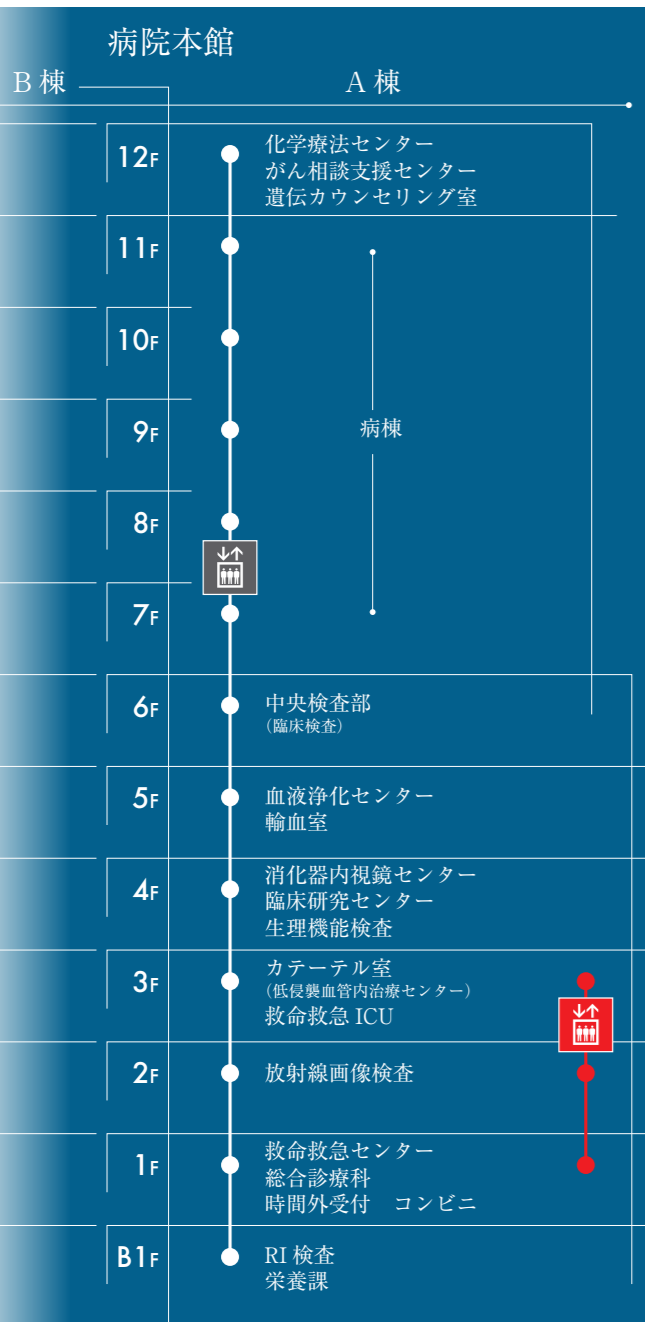 病院本館
B棟
A棟
12F
化学療法センター
がん相談支援センター
遺伝カウンセリング室
11F
10F
9F
病棟
8F
7F
6F
中央検査部
（臨床検査）
5F
血液浄化センター
輸血室
4F
消化器内視鏡センター
臨床研究センター
生理機能検査
3F
カテーテル室
（低侵襲血管内治療センター）
救命救急 ICU
2F
放射線画像検査
1F
救命救急センター
総合診療科
時間外受付　コンビニ
B1F
RI 検査
栄養課